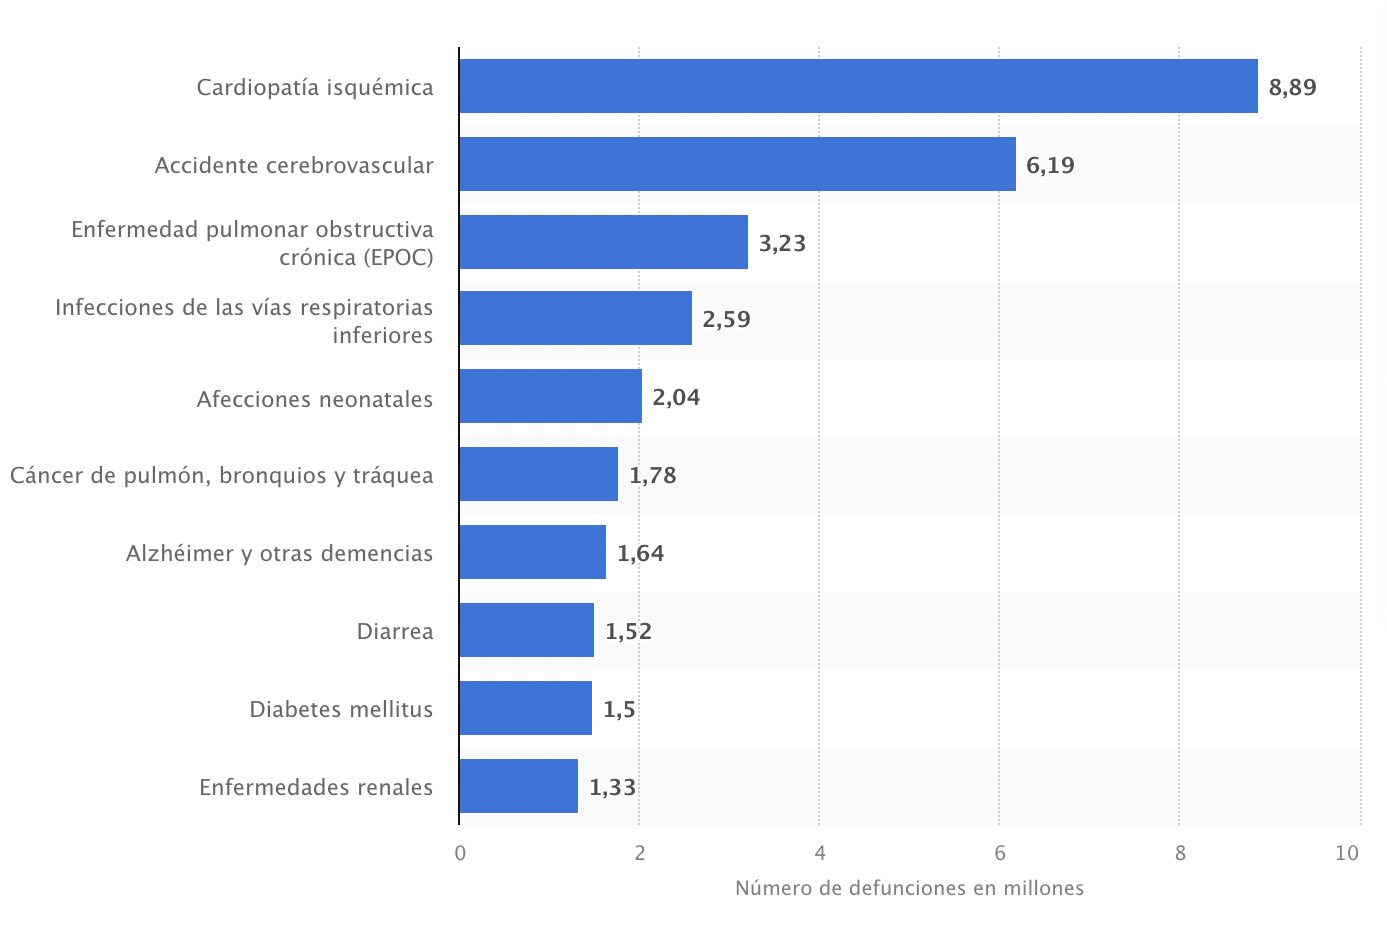 Cardiopatía isquémica
8,89
Accidente cerebrovascular
6,19
Enfermedad pulmonar obstructiva
crónica (EPOC)
3,23
Infecciones de las vías respiratorias
inferiores
2,59
Afecciones neonatales
2,04
Cáncer de pulmón, bronquios y tráquea
1,78
Alzhéimer y otras demencias
1,64
Diarrea
1,52
Diabetes mellitus
1,5
Enfermedades renales
1,33
0 2 4 6 8 10
Número de defunciones en millones